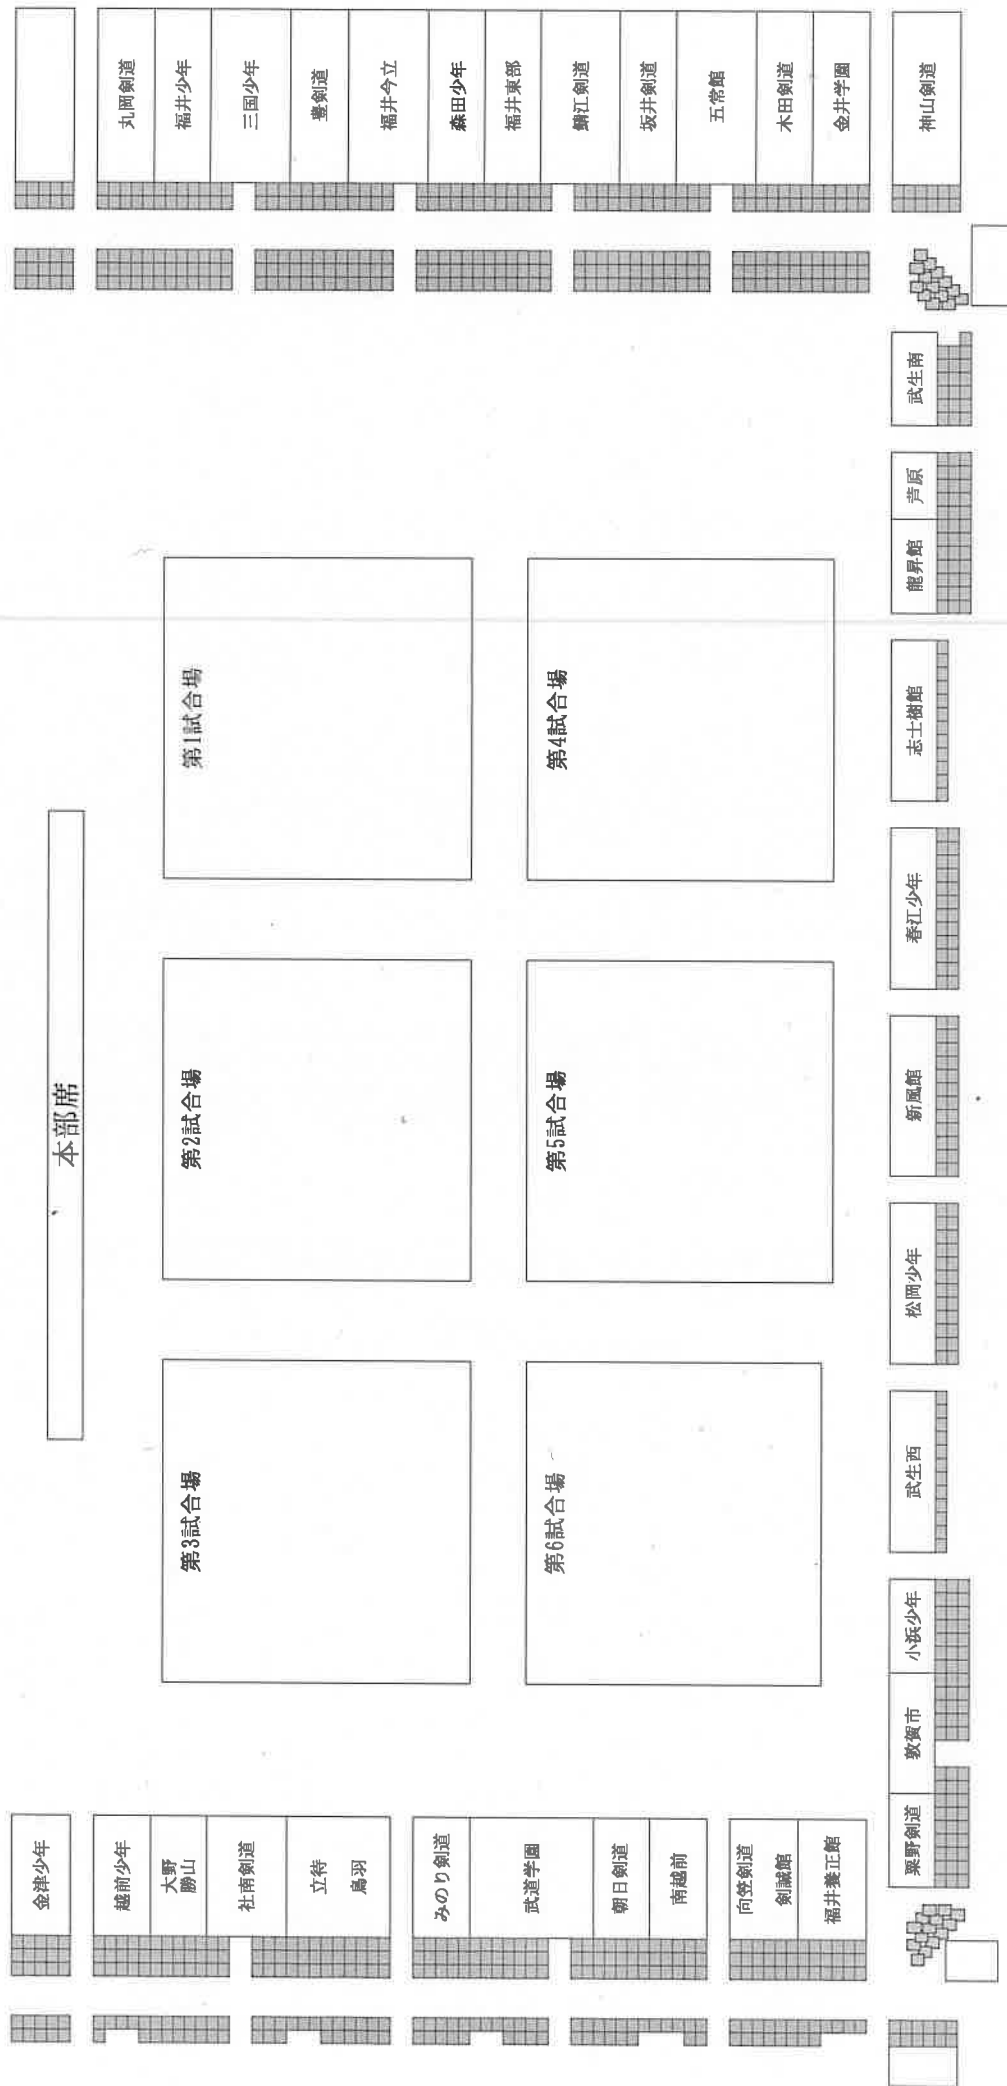 本部席
第3試合場
第2試合場
第1試合場
第6試合場
第5試合場
第4試合場
金津少年
越前少年
大野
勝山
社南剣道
立待
鳥羽
みのり剣道
武道学園
朝日剣道
南越前
向笠剣道
剣誠館
福井養正館
粟野剣道
敦賀市
小浜少年
武生西
松岡少年
新風館
春江少年
志士樹館
龍昇館
芦原
武生南
丸岡剣道
福井少年
三国少年
豊剣道
福井今立
森田少年
福井東部
鯖江剣道
坂井剣道
五常館
木田剣道
金井学園
神山剣道